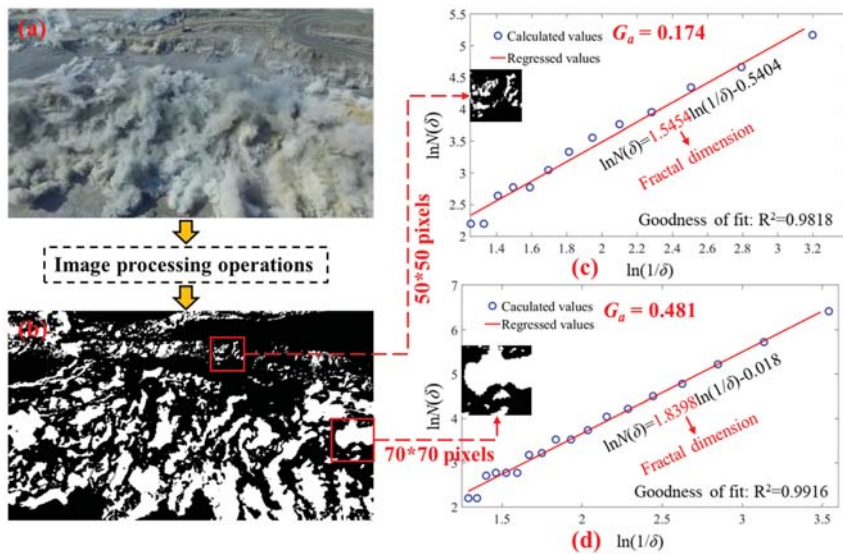 (a)
Image processing operations
(b)
50*50 pixels
70*70 pixels
5.5
5
4.5
4
3.5
3
2.5
2
lnN(δ)
Calculated values
Regressed values
Gₐ = 0.174
lnN(δ)=1.5454ln(1/δ)-0.5404
Fractal dimension
Goodness of fit: R²=0.9818
1.4 1.6 1.8 2 2.2 2.4 2.6 2.8 3 3.2
(c)
ln(1/δ)
7
6
5
4
3
2
lnN(δ)
Caculated values
Regressed values
Gₐ = 0.481
lnN(δ)=1.8398ln(1/δ)-0.018
Fractal dimension
Goodness of fit: R²=0.9916
1.5 2 2.5 3 3.5
(d)
ln(1/δ)